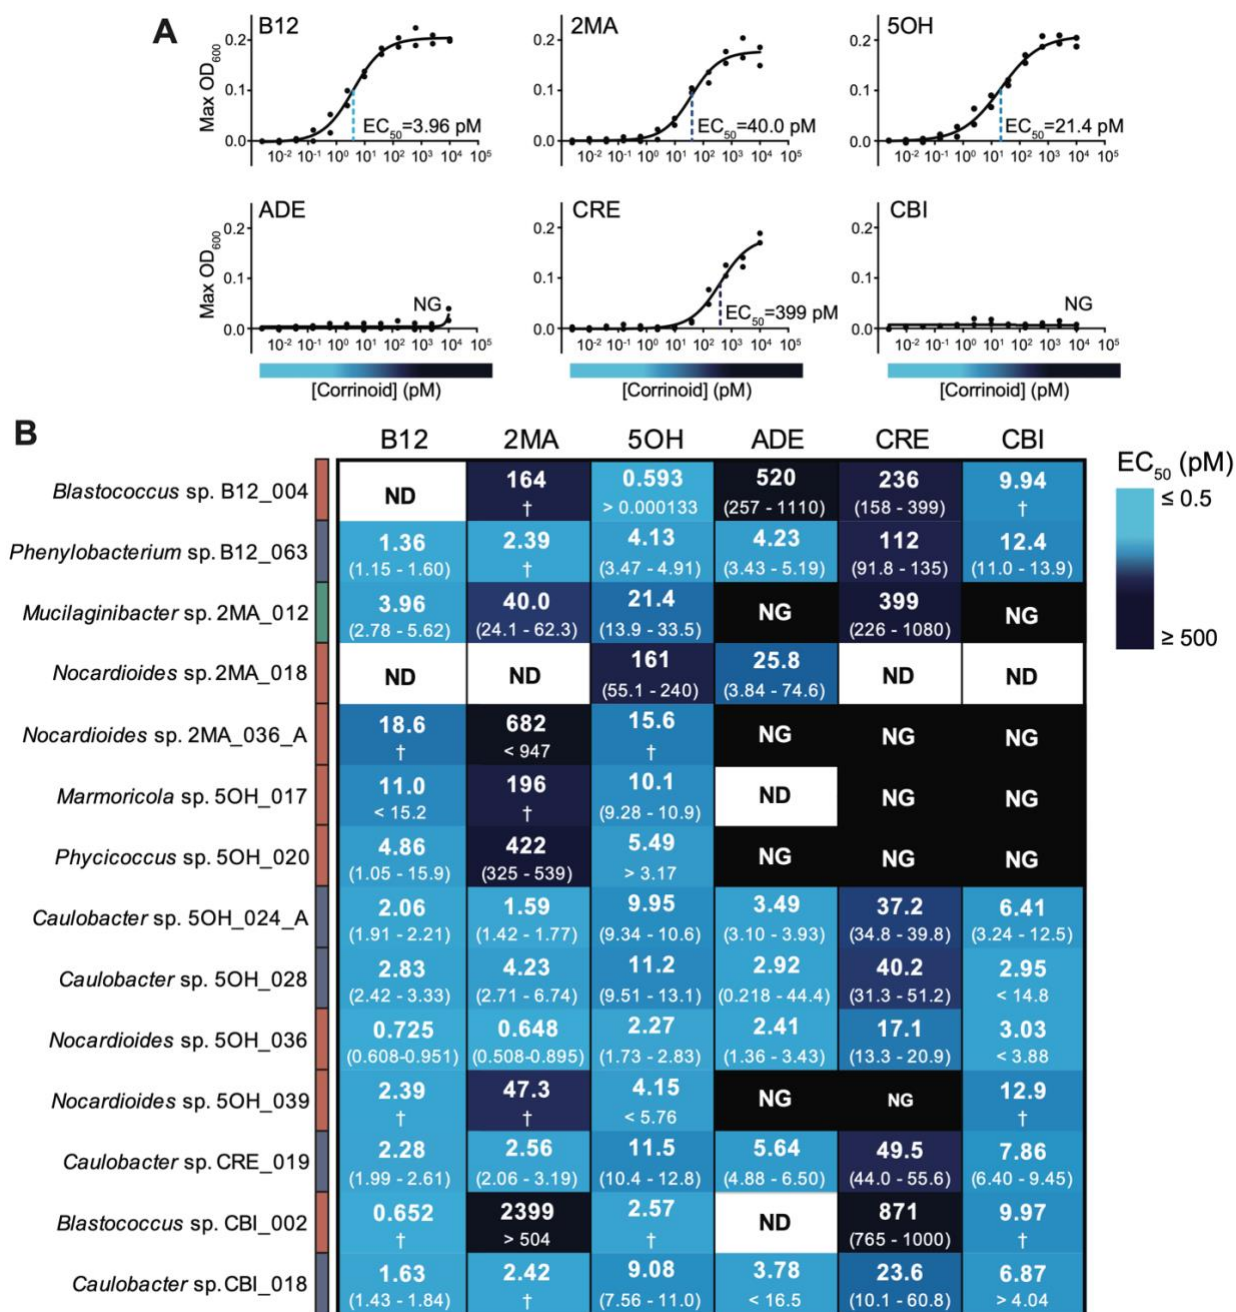 A
B12
2MA
5OH
Max OD600
0.2
0.1
0.0
EC50=3.96 pM
10-2 10-1 100 101 102 103 104 105
0.2
0.1
0.0
EC50=40.0 pM
10-2 10-1 100 101 102 103 104 105
0.2
0.1
0.0
EC50=21.4 pM
10-2 10-1 100 101 102 103 104 105
ADE
CRE
CBI
Max OD600
0.2
0.1
0.0
NG
10-2 10-1 100 101 102 103 104 105
0.2
0.1
0.0
EC50=399 pM
10-2 10-1 100 101 102 103 104 105
0.2
0.1
0.0
NG
10-2 10-1 100 101 102 103 104 105
[Corrinoid] (pM)
[Corrinoid] (pM)
[Corrinoid] (pM)
B
B12 2MA 5OH ADE CRE CBI
Blastococcus sp. B12_004
ND 164 0.593 520 236 9.94
† > 0.000133 (257 - 1110) (158 - 399) †
Phenylobacterium sp. B12_063
1.36 2.39 4.13 4.23 112 12.4
(1.15 - 1.60) † (3.47 - 4.91) (3.43 - 5.19) (91.8 - 135) (11.0 - 13.9)
Mucilaginibacter sp. 2MA_012
3.96 40.0 21.4 NG 399 NG
(2.78 - 5.62) (24.1 - 62.3) (13.9 - 33.5) (226 - 1080)
Nocardioides sp. 2MA_018
ND ND 161 25.8 ND ND
(55.1 - 240) (3.84 - 74.6)
Nocardioides sp. 2MA_036_A
18.6 682 15.6 NG NG NG
† < 947 †
Marmoricola sp. 5OH_017
11.0 196 10.1 ND NG NG
< 15.2 † (9.28 - 10.9)
Phycicoccus sp. 5OH_020
4.86 422 5.49 NG NG NG
(1.05 - 15.9) (325 - 539) > 3.17
Caulobacter sp. 5OH_024_A
2.06 1.59 9.95 3.49 37.2 6.41
(1.91 - 2.21) (1.42 - 1.77) (9.34 - 10.6) (3.10 - 3.93) (34.8 - 39.8) (3.24 - 12.5)
Caulobacter sp. 5OH_028
2.83 4.23 11.2 2.92 40.2 2.95
(2.42 - 3.33) (2.71 - 6.74) (9.51 - 13.1) (0.218 - 44.4) (31.3 - 51.2) < 14.8
Nocardioides sp. 5OH_036
0.725 0.648 2.27 2.41 17.1 3.03
(0.608-0.951) (0.508-0.895) (1.73 - 2.83) (1.36 - 3.43) (13.3 - 20.9) < 3.88
Nocardioides sp. 5OH_039
2.39 47.3 4.15 NG NG 12.9
† † < 5.76 †
Caulobacter sp. CRE_019
2.28 2.56 11.5 5.64 49.5 7.86
(1.99 - 2.61) (2.06 - 3.19) (10.4 - 12.8) (4.88 - 6.50) (44.0 - 55.6) (6.40 - 9.45)
Blastococcus sp. CBI_002
0.652 2399 2.57 ND 871 9.97
† > 504 † (765 - 1000) †
Caulobacter sp. CBI_018
1.63 2.42 9.08 3.78 23.6 6.87
(1.43 - 1.84) † (7.56 - 11.0) < 16.5 (10.1 - 60.8) > 4.04
EC50 (pM)
≤ 0.5
≥ 500